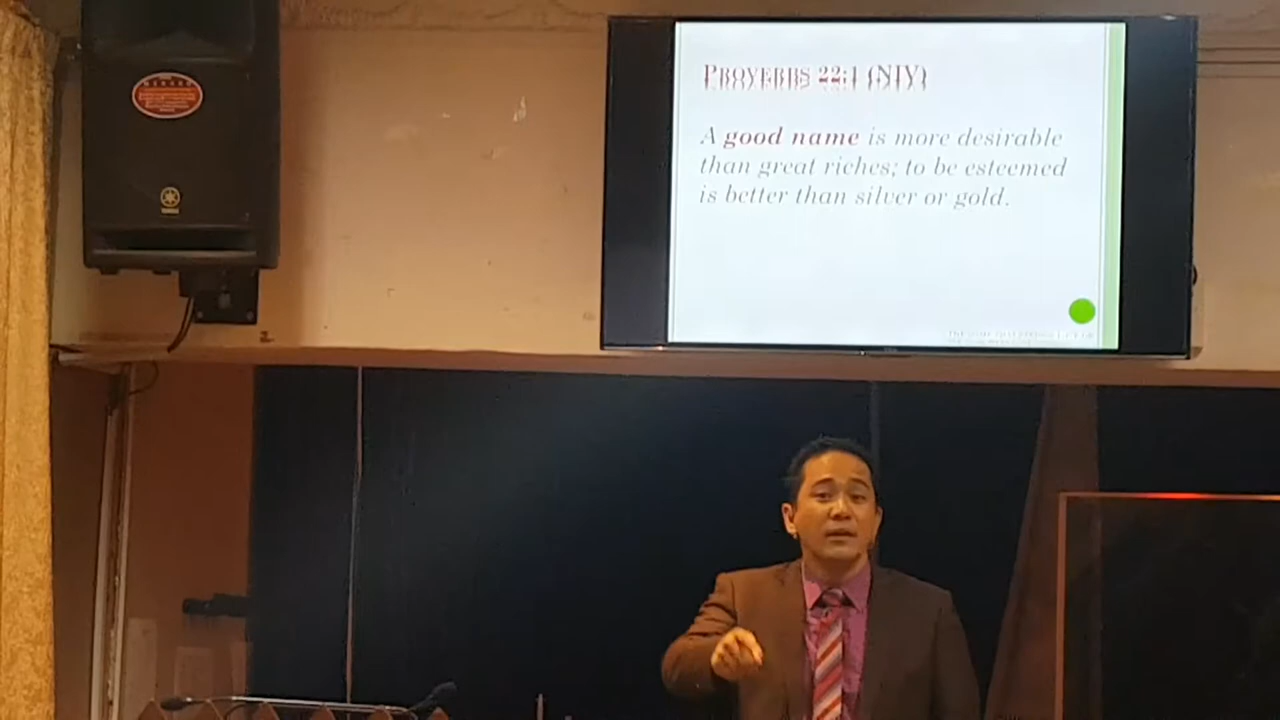 PROVERBS 22:1 (NIV)
A good name is more desirable
than great riches; to be esteemed
is better than silver or gold.